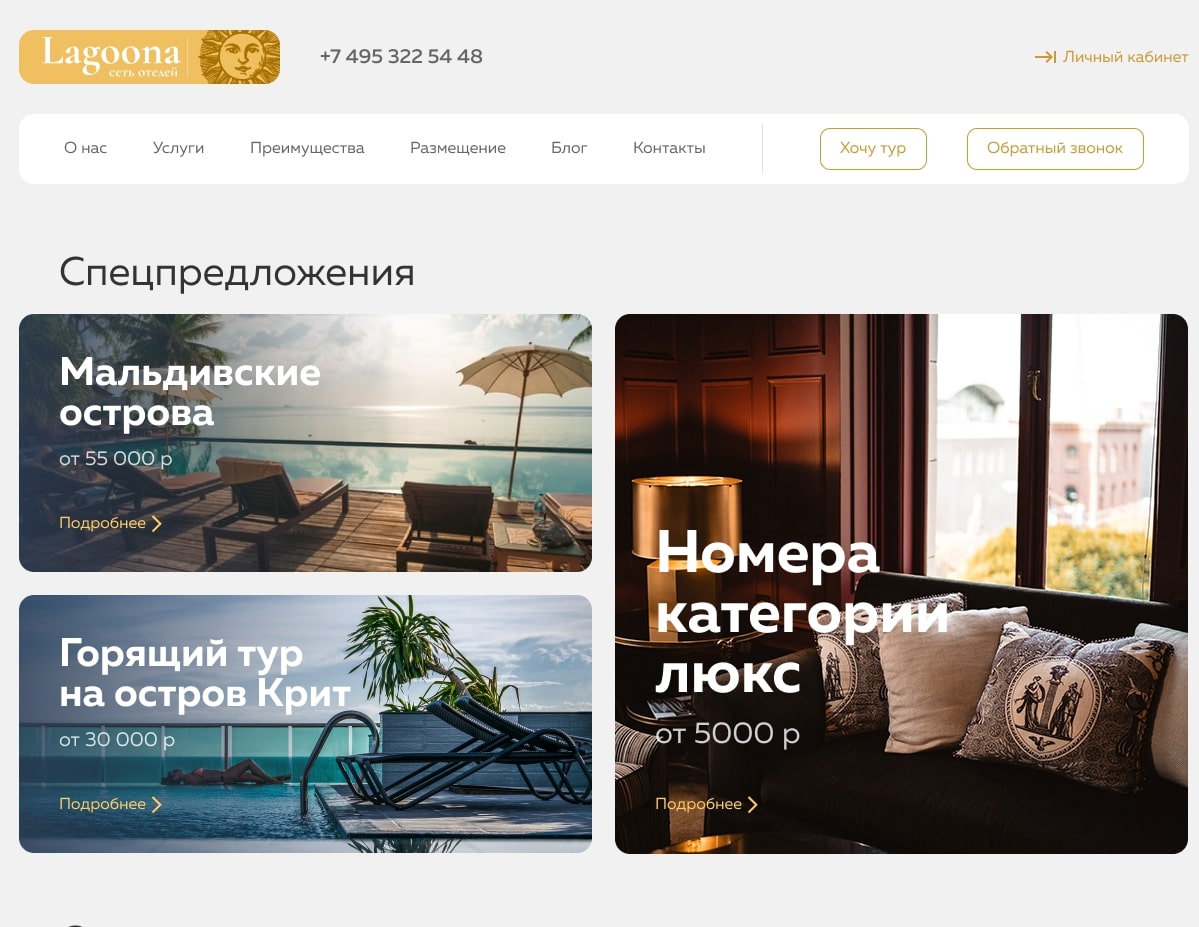 Lagoona
сеть отелей
+7 495 322 54 48
Личный кабинет
О нас
Услуги
Преимущества
Размещение
Блог
Контакты
Хочу тур
Обратный звонок
Спецпредложения
Мальдивские
острова
от 55 000 р
Подробнее
Горящий тур
на остров Крит
от 30 000 р
Подробнее
Номера
категории
люкс
от 5000 р
Подробнее